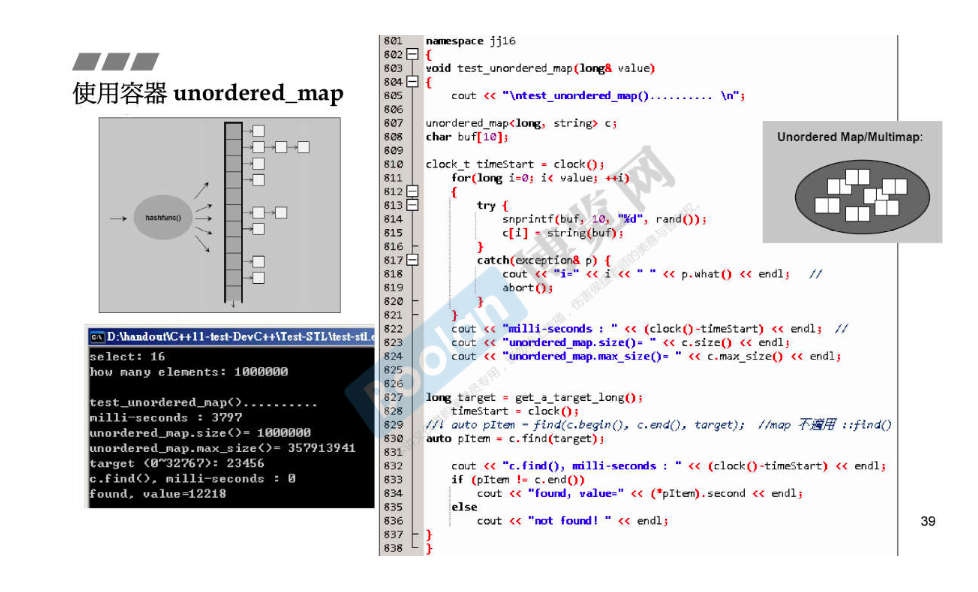 使用容器 unordered_map
hashfunc()
D:\handout\C++11-test-DevC++\Test-STL\test-stl.e
select: 16
how many elements: 1000000
test_unordered_map()..........
milli-seconds : 3797
unordered_map.size()= 1000000
unordered_map.max_size()= 357913941
target (0~32767): 23456
c.find(), milli-seconds : 0
found, value=12218
801 namespace jj16
802 {
803 void test_unordered_map(long& value)
804 {
805 cout << "\ntest_unordered_map().......... \n";
806
807 unordered_map<long, string> c;
808 char buf[10];
809
810 clock_t timeStart = clock();
811 for(long i=0; i< value; ++i)
812 {
813 try {
814 snprintf(buf, 10, "%d", rand());
815 c[i] = string(buf);
816 }
817 catch(exception& p) {
818 cout << "i=" << i << " " << p.what() << endl; //
819 abort();
820 }
821 }
822 cout << "milli-seconds : " << (clock()-timeStart) << endl; //
823 cout << "unordered_map.size()= " << c.size() << endl;
824 cout << "unordered_map.max_size()= " << c.max_size() << endl;
825
826
827 long target = get_a_target_long();
828 timeStart = clock();
829 //! auto pItem = find(c.begin(), c.end(), target); //map 不適用 ::find()
830 auto pItem = c.find(target);
831
832 cout << "c.find(), milli-seconds : " << (clock()-timeStart) << endl;
833 if (pItem != c.end())
834 cout << "found, value=" << (*pItem).second << endl;
835 else
836 cout << "not found! " << endl;
837 }
838 }
Unordered Map/Multimap:
Boolan 博览网
39